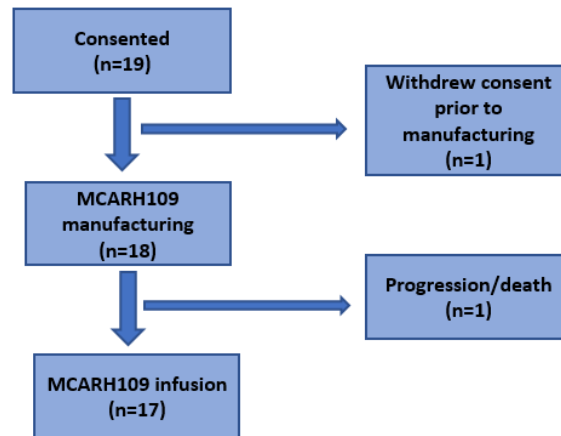 Consented
(n=19)
Withdrew consent
prior to
manufacturing
(n=1)
MCARH109
manufacturing
(n=18)
Progression/death
(n=1)
MCARH109 infusion
(n=17)